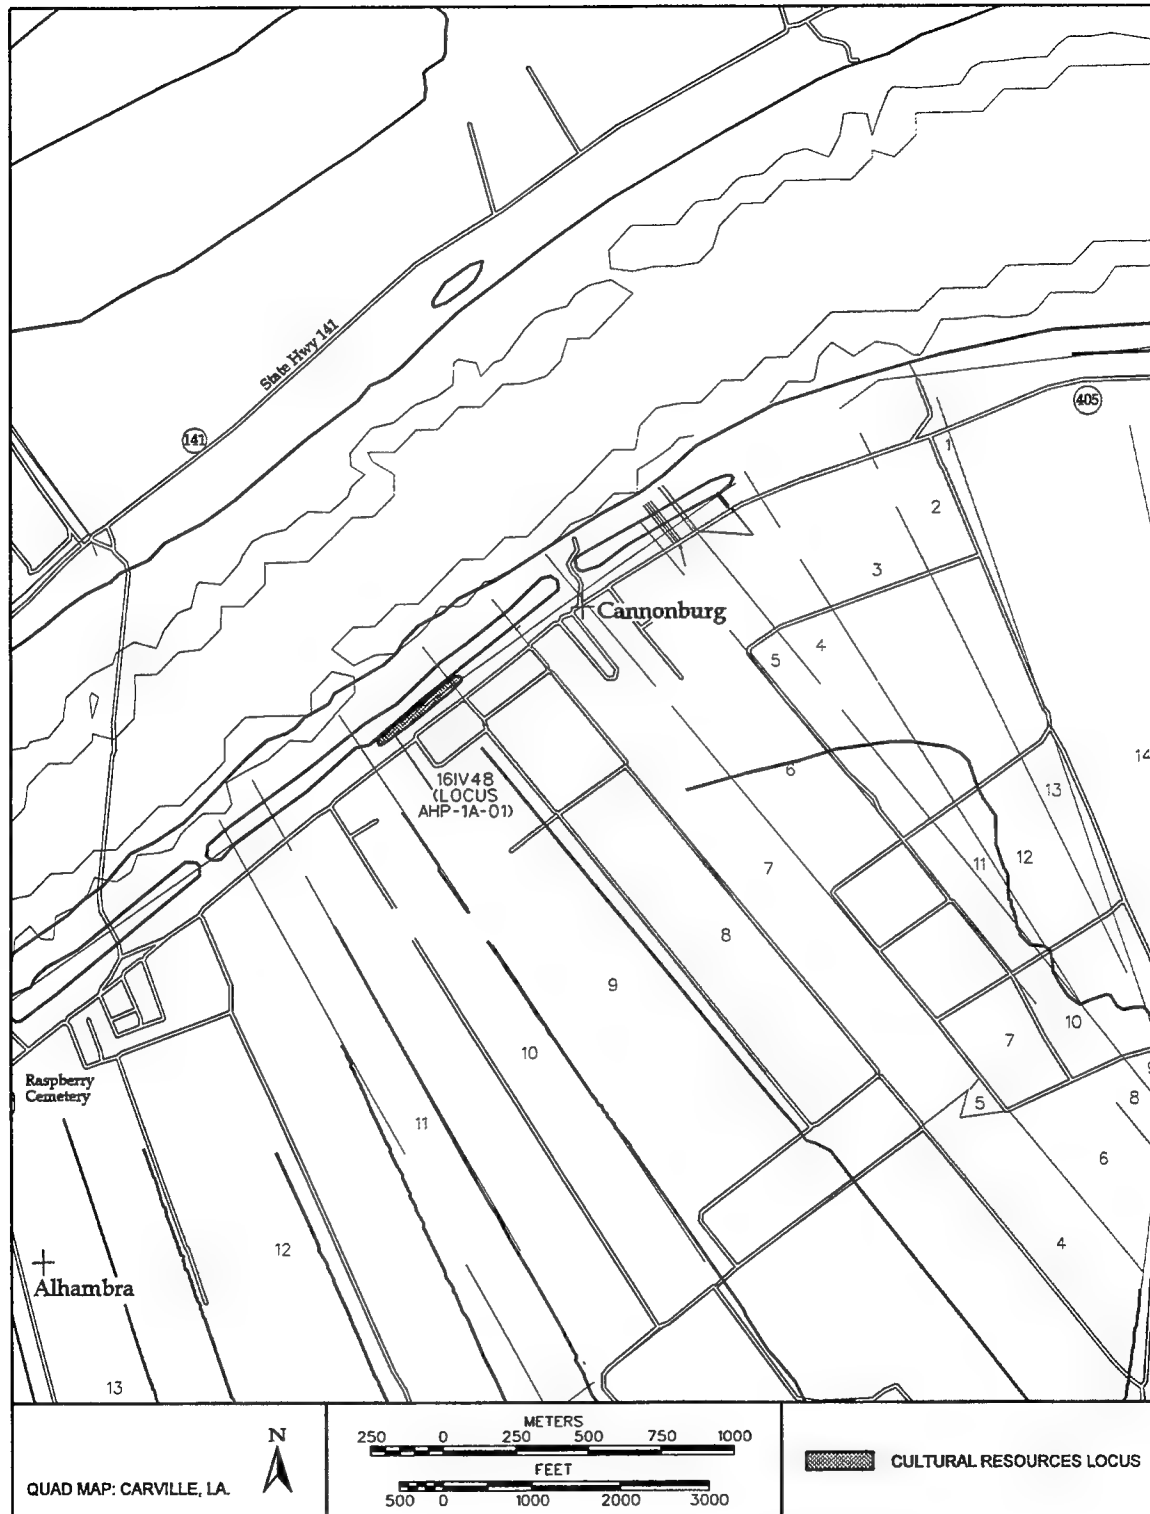 State Hwy 141
141
405
1
2
3
Cannonburg
4
5
6
14
13
16IV48
(LOCUS
AHP-1A-01)
11
12
7
8
9
10
10
7
9
5
8
Raspberry
Cemetery
11
6
4
12
Alhambra
13
QUAD MAP: CARVILLE, LA.
N
METERS
250 0 250 500 750 1000
FEET
500 0 1000 2000 3000
CULTURAL RESOURCES LOCUS